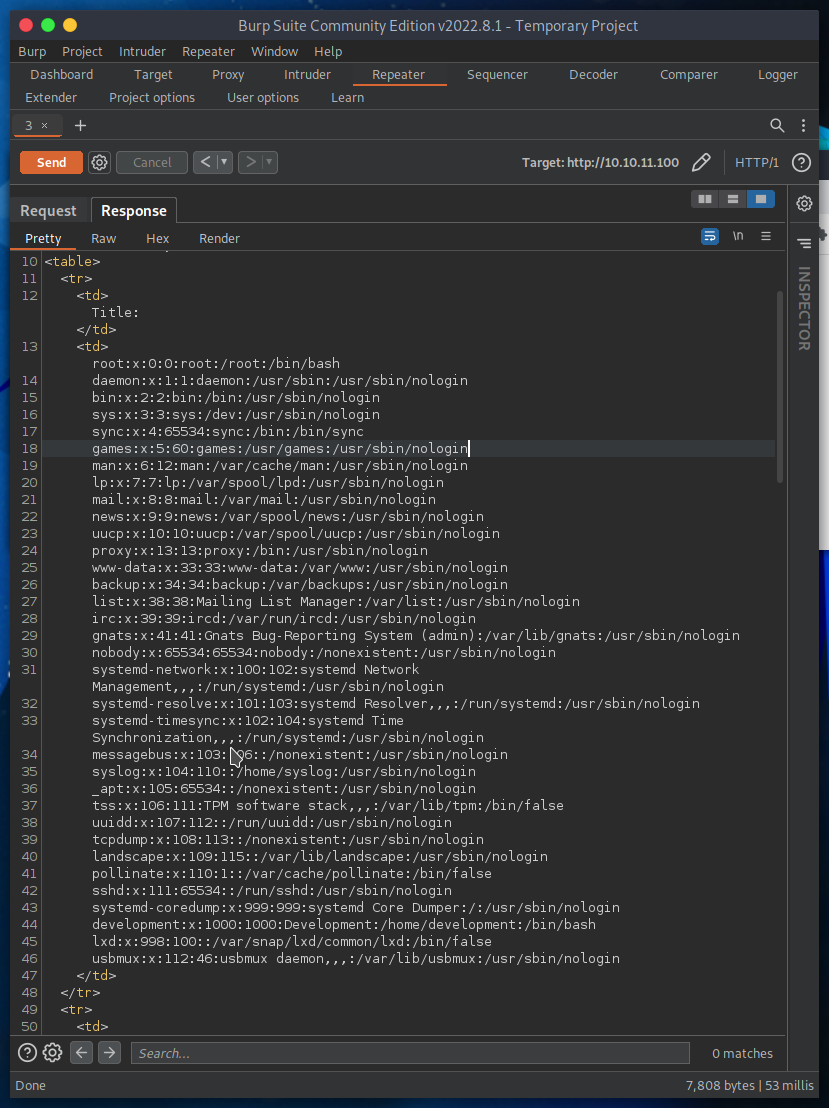 Burp Suite Community Edition v2022.8.1 - Temporary Project
Burp Project Intruder Repeater Window Help
Dashboard Target Proxy Intruder Repeater Sequencer Decoder Comparer Logger
Extender Project options User options Learn
3 × +
Send Cancel < > Target: http://10.10.11.100 HTTP/1 ?
Request Response
Pretty Raw Hex Render \n
INSPECTOR
10 <table>
11 <tr>
12 <td>
Title:
</td>
13 <td>
root:x:0:0:root:/root:/bin/bash
14 daemon:x:1:1:daemon:/usr/sbin:/usr/sbin/nologin
15 bin:x:2:2:bin:/bin:/usr/sbin/nologin
16 sys:x:3:3:sys:/dev:/usr/sbin/nologin
17 sync:x:4:65534:sync:/bin:/bin/sync
18 games:x:5:60:games:/usr/games:/usr/sbin/nologin
19 man:x:6:12:man:/var/cache/man:/usr/sbin/nologin
20 lp:x:7:7:lp:/var/spool/lpd:/usr/sbin/nologin
21 mail:x:8:8:mail:/var/mail:/usr/sbin/nologin
22 news:x:9:9:news:/var/spool/news:/usr/sbin/nologin
23 uucp:x:10:10:uucp:/var/spool/uucp:/usr/sbin/nologin
24 proxy:x:13:13:proxy:/bin:/usr/sbin/nologin
25 www-data:x:33:33:www-data:/var/www:/usr/sbin/nologin
26 backup:x:34:34:backup:/var/backups:/usr/sbin/nologin
27 list:x:38:38:Mailing List Manager:/var/list:/usr/sbin/nologin
28 irc:x:39:39:ircd:/var/run/ircd:/usr/sbin/nologin
29 gnats:x:41:41:Gnats Bug-Reporting System (admin):/var/lib/gnats:/usr/sbin/nologin
30 nobody:x:65534:65534:nobody:/nonexistent:/usr/sbin/nologin
31 systemd-network:x:100:102:systemd Network
Management,,,:/run/systemd:/usr/sbin/nologin
32 systemd-resolve:x:101:103:systemd Resolver,,,:/run/systemd:/usr/sbin/nologin
33 systemd-timesync:x:102:104:systemd Time
Synchronization,,,:/run/systemd:/usr/sbin/nologin
34 messagebus:x:103: 06::/nonexistent:/usr/sbin/nologin
35 syslog:x:104:110::/home/syslog:/usr/sbin/nologin
36 _apt:x:105:65534::/nonexistent:/usr/sbin/nologin
37 tss:x:106:111:TPM software stack,,,:/var/lib/tpm:/bin/false
38 uuidd:x:107:112::/run/uuidd:/usr/sbin/nologin
39 tcpdump:x:108:113::/nonexistent:/usr/sbin/nologin
40 landscape:x:109:115::/var/lib/landscape:/usr/sbin/nologin
41 pollinate:x:110:1::/var/cache/pollinate:/bin/false
42 sshd:x:111:65534::/run/sshd:/usr/sbin/nologin
43 systemd-coredump:x:999:999:systemd Core Dumper:/:/usr/sbin/nologin
44 development:x:1000:1000:Development:/home/development:/bin/bash
45 lxd:x:998:100::/var/snap/lxd/common/lxd:/bin/false
46 usbmux:x:112:46:usbmux daemon,,,:/var/lib/usbmux:/usr/sbin/nologin
47 </td>
48 </tr>
49 <tr>
50 <td>
? Search... 0 matches
Done 7,808 bytes | 53 millis